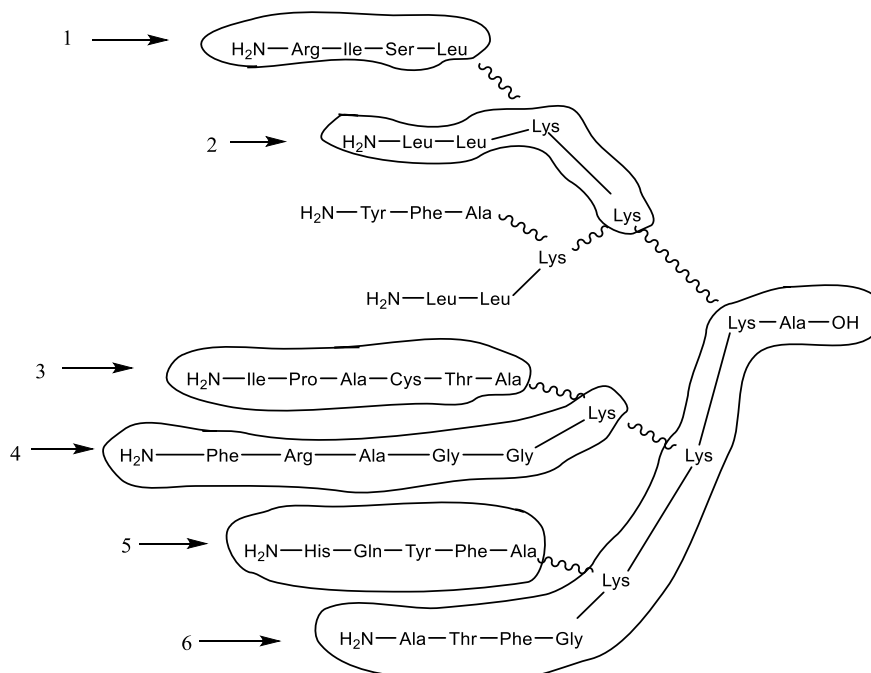 1
H₂N—Arg—Ile—Ser—Leu
2
H₂N—Leu—Leu—Lys
Lys
H₂N—Tyr—Phe—Ala
Lys
H₂N—Leu—Leu
Lys—Ala—OH
3
H₂N—Ile—Pro—Ala—Cys—Thr—Ala
Lys
4
H₂N—Phe—Arg—Ala—Gly—Gly
Lys
5
H₂N—His—Gln—Tyr—Phe—Ala
Lys
6
H₂N—Ala—Thr—Phe—Gly